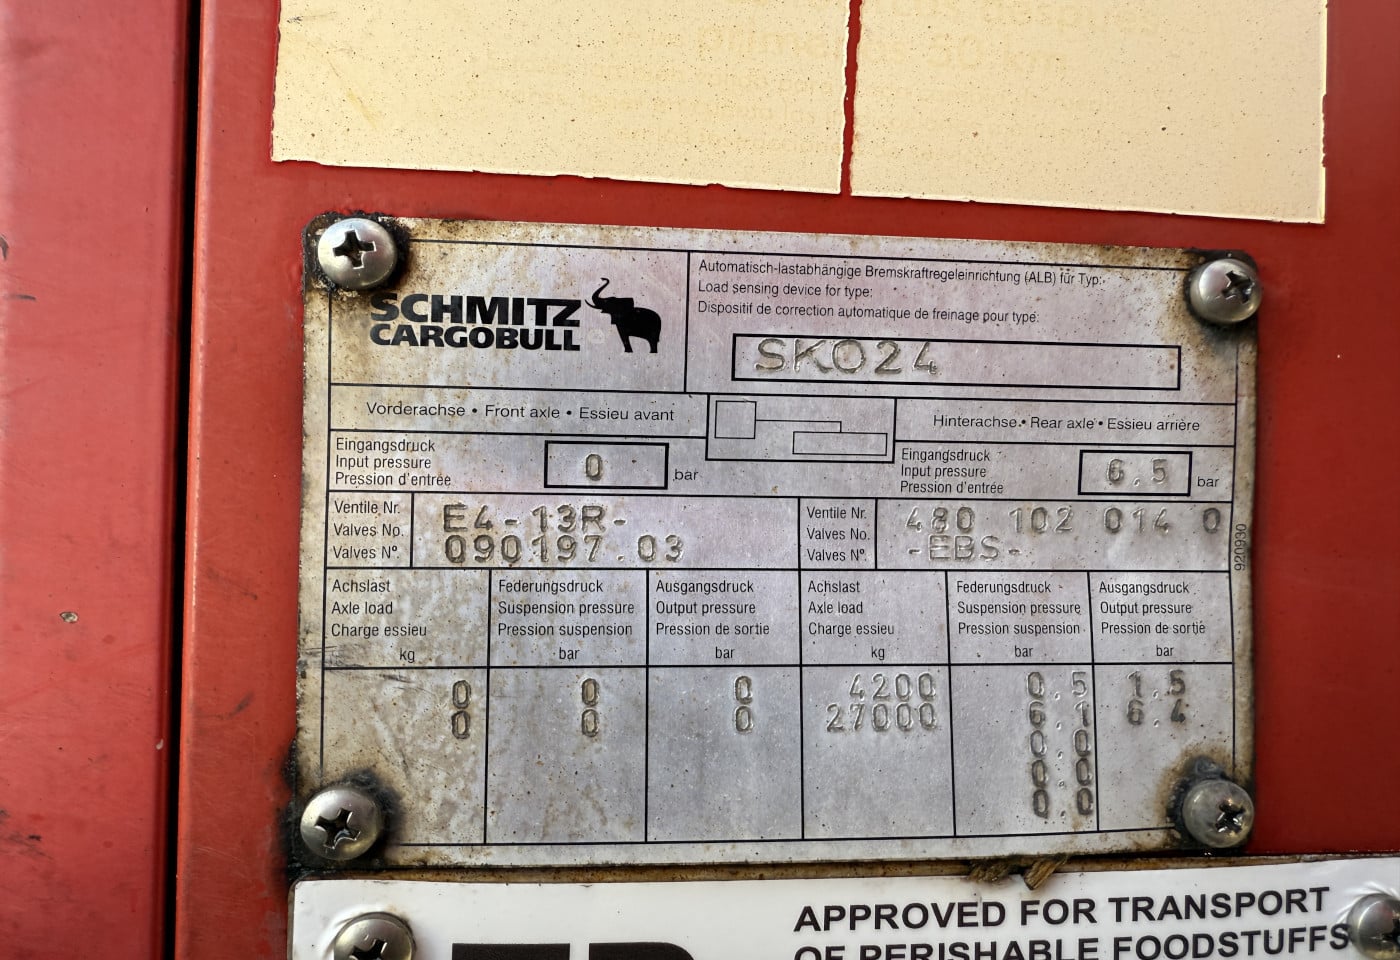 SCHMITZ
CARGOBULL
Automatisch-lastabhängige Bremskraftregeleinrichtung (ALB) für Typ:
Load sensing device for type:
Dispositif de correction automatique de freinage pour type:
SKO24
Vorderachse • Front axle • Essieu avant
Hinterachse • Rear axle • Essieu arrière
Eingangsdruck
Input pressure
Pression d'entrée
0
bar
Eingangsdruck
Input pressure
Pression d'entrée
6.5
bar
Ventile Nr.
Valves No.
Valves Nº
E4-13R-
090197.03
Ventile Nr.
Valves No.
Valves Nº.
480 102 014 0
-EBS-
920930
Achslast
Axle load
Charge essieu
kg
Federungsdruck
Suspension pressure
Pression suspension
bar
Ausgangsdruck
Output pressure
Pression de sortie
bar
Achslast
Axle load
Charge essieu
kg
Federungsdruck
Suspension pressure
Pression suspension
bar
Ausgangsdruck
Output pressure
Pression de sortie
bar
0 0 0 4200 0.5 1.5
0 0 0 27000 6.1 6.4
0.0
0.0
0.0
APPROVED FOR TRANSPORT
OF PERISHABLE FOODSTUFFS